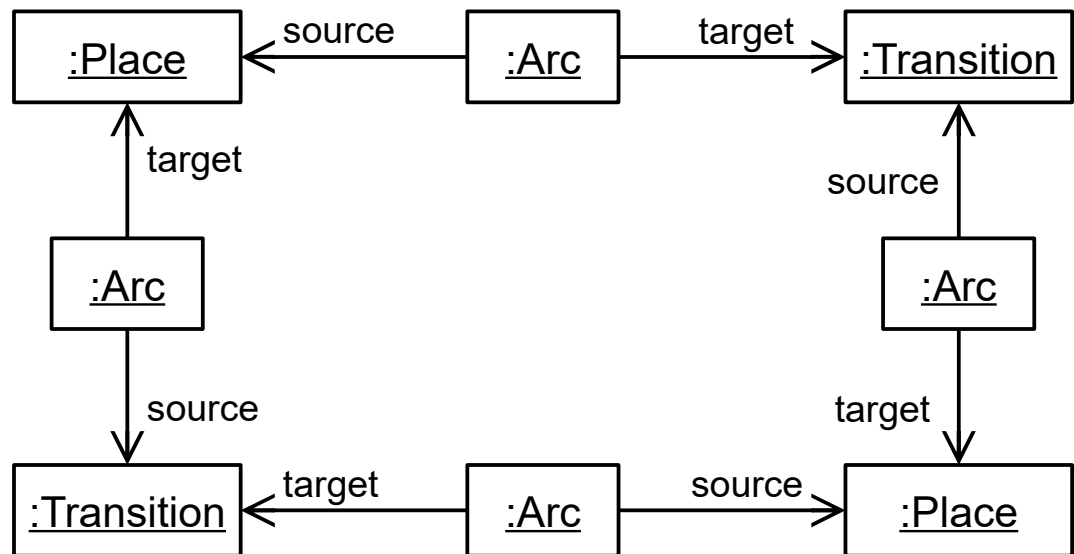 source
target
:Place
:Arc
:Transition
target
source
:Arc
:Arc
source
target
target
source
:Transition
:Arc
:Place